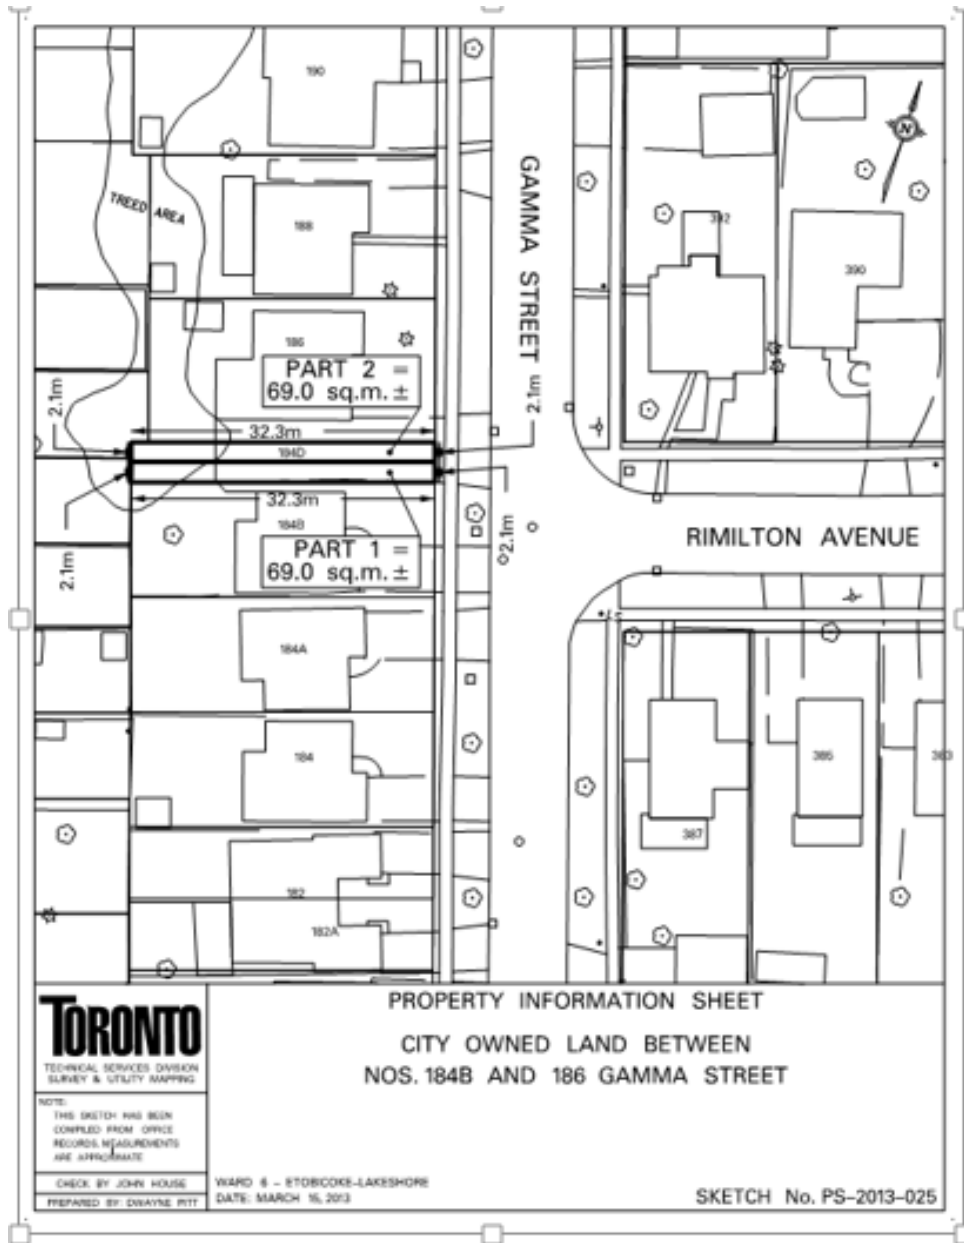 190
TREED AREA
188
GAMMA STREET
N
392
390
186
PART 2 =
69.0 sq.m.±
2.1m
2.1m
32.3m
184D
32.3m
184B
2.1m
2.1m
PART 1 =
69.0 sq.m.±
RIMILTON AVENUE
184A
184
385
383
387
182
182A
PROPERTY INFORMATION SHEET
CITY OWNED LAND BETWEEN
NOS. 184B AND 186 GAMMA STREET
TORONTO
TECHNICAL SERVICES DIVISION
SURVEY & UTILITY MAPPING
NOTE:
THIS SKETCH HAS BEEN
COMPILED FROM OFFICE
RECORDS, MEASUREMENTS
ARE APPROXIMATE
CHECK BY JOHN HOUSE
PREPARED BY: DWAYNE PITT
WARD 6 - ETOBICOKE-LAKESHORE
DATE: MARCH 15, 2013
SKETCH No. PS-2013-025